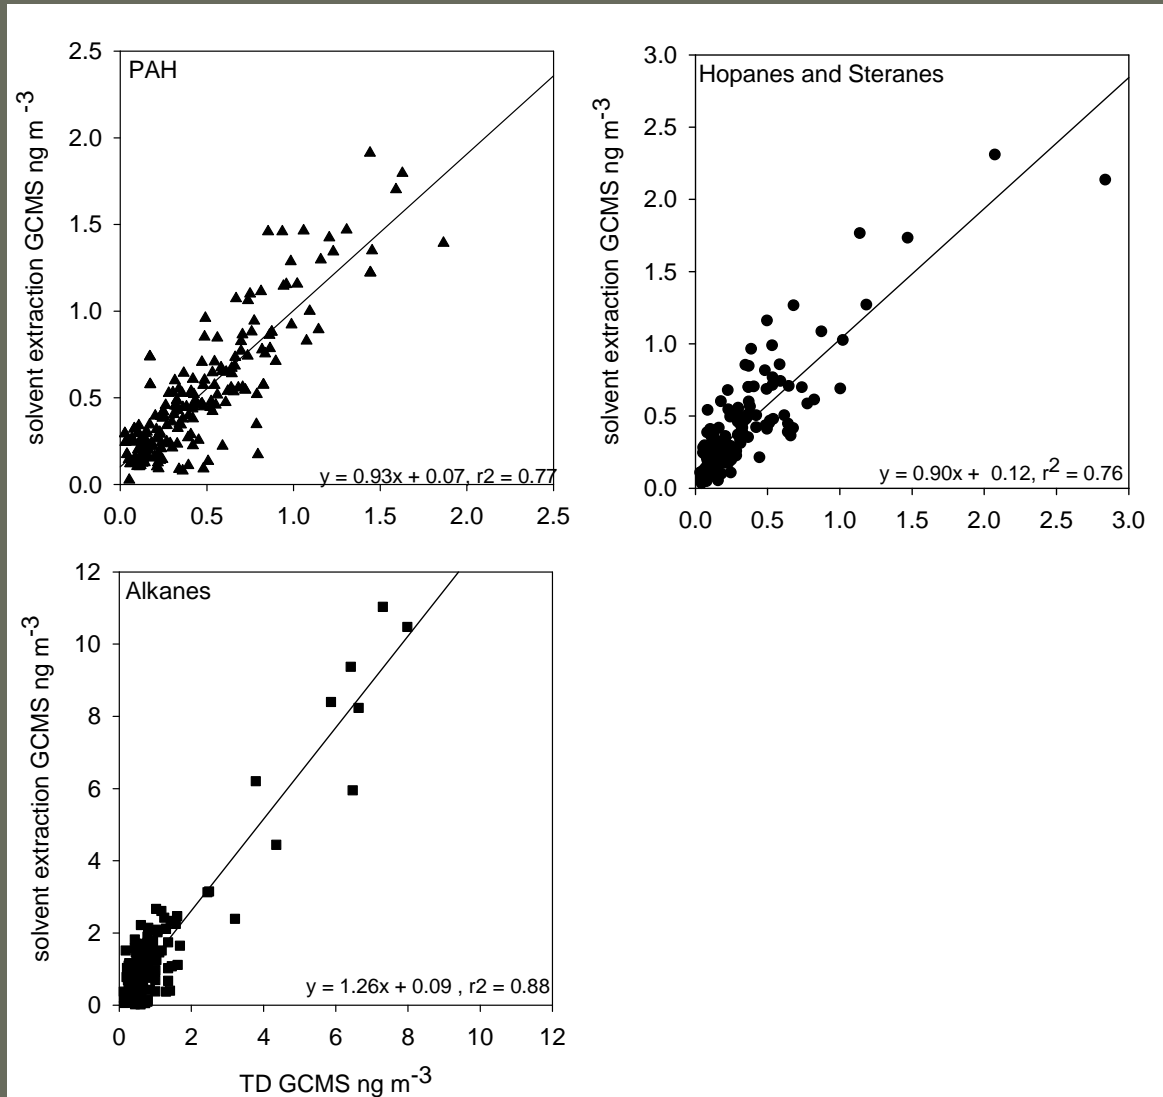 PAH
2.5
2.0
1.5
1.0
0.5
0.0
solvent extraction GCMS ng m-3
y = 0.93x + 0.07, r2 = 0.77
0.0 0.5 1.0 1.5 2.0 2.5
Hopanes and Steranes
3.0
2.5
2.0
1.5
1.0
0.5
0.0
solvent extraction GCMS ng m-3
y = 0.90x + 0.12, r2 = 0.76
0.0 0.5 1.0 1.5 2.0 2.5 3.0
Alkanes
12
10
8
6
4
2
0
solvent extraction GCMS ng m-3
y = 1.26x + 0.09 , r2 = 0.88
0 2 4 6 8 10 12
TD GCMS ng m-3